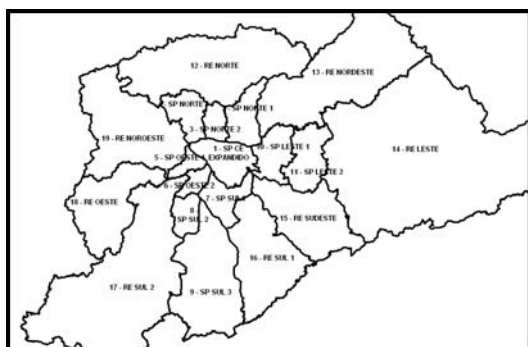 12 - RE NORTE
13 - RE NORDESTE
SP NORTE
SP NORTE 1
3 - SP NORTE 2
19 - RE NOROESTE
1 - SP CE
EXPANDIDO
SP LESTE 1
14 - RE LESTE
5 - SP OESTE 1
11 - SP LESTE 2
6 - SP OESTE 2
18 - RE OESTE
7 - SP SUL
8
SP SUL 2
15 - RE SUDESTE
16 - RE SUL 1
17 - RE SUL 2
9 - SP SUL 3